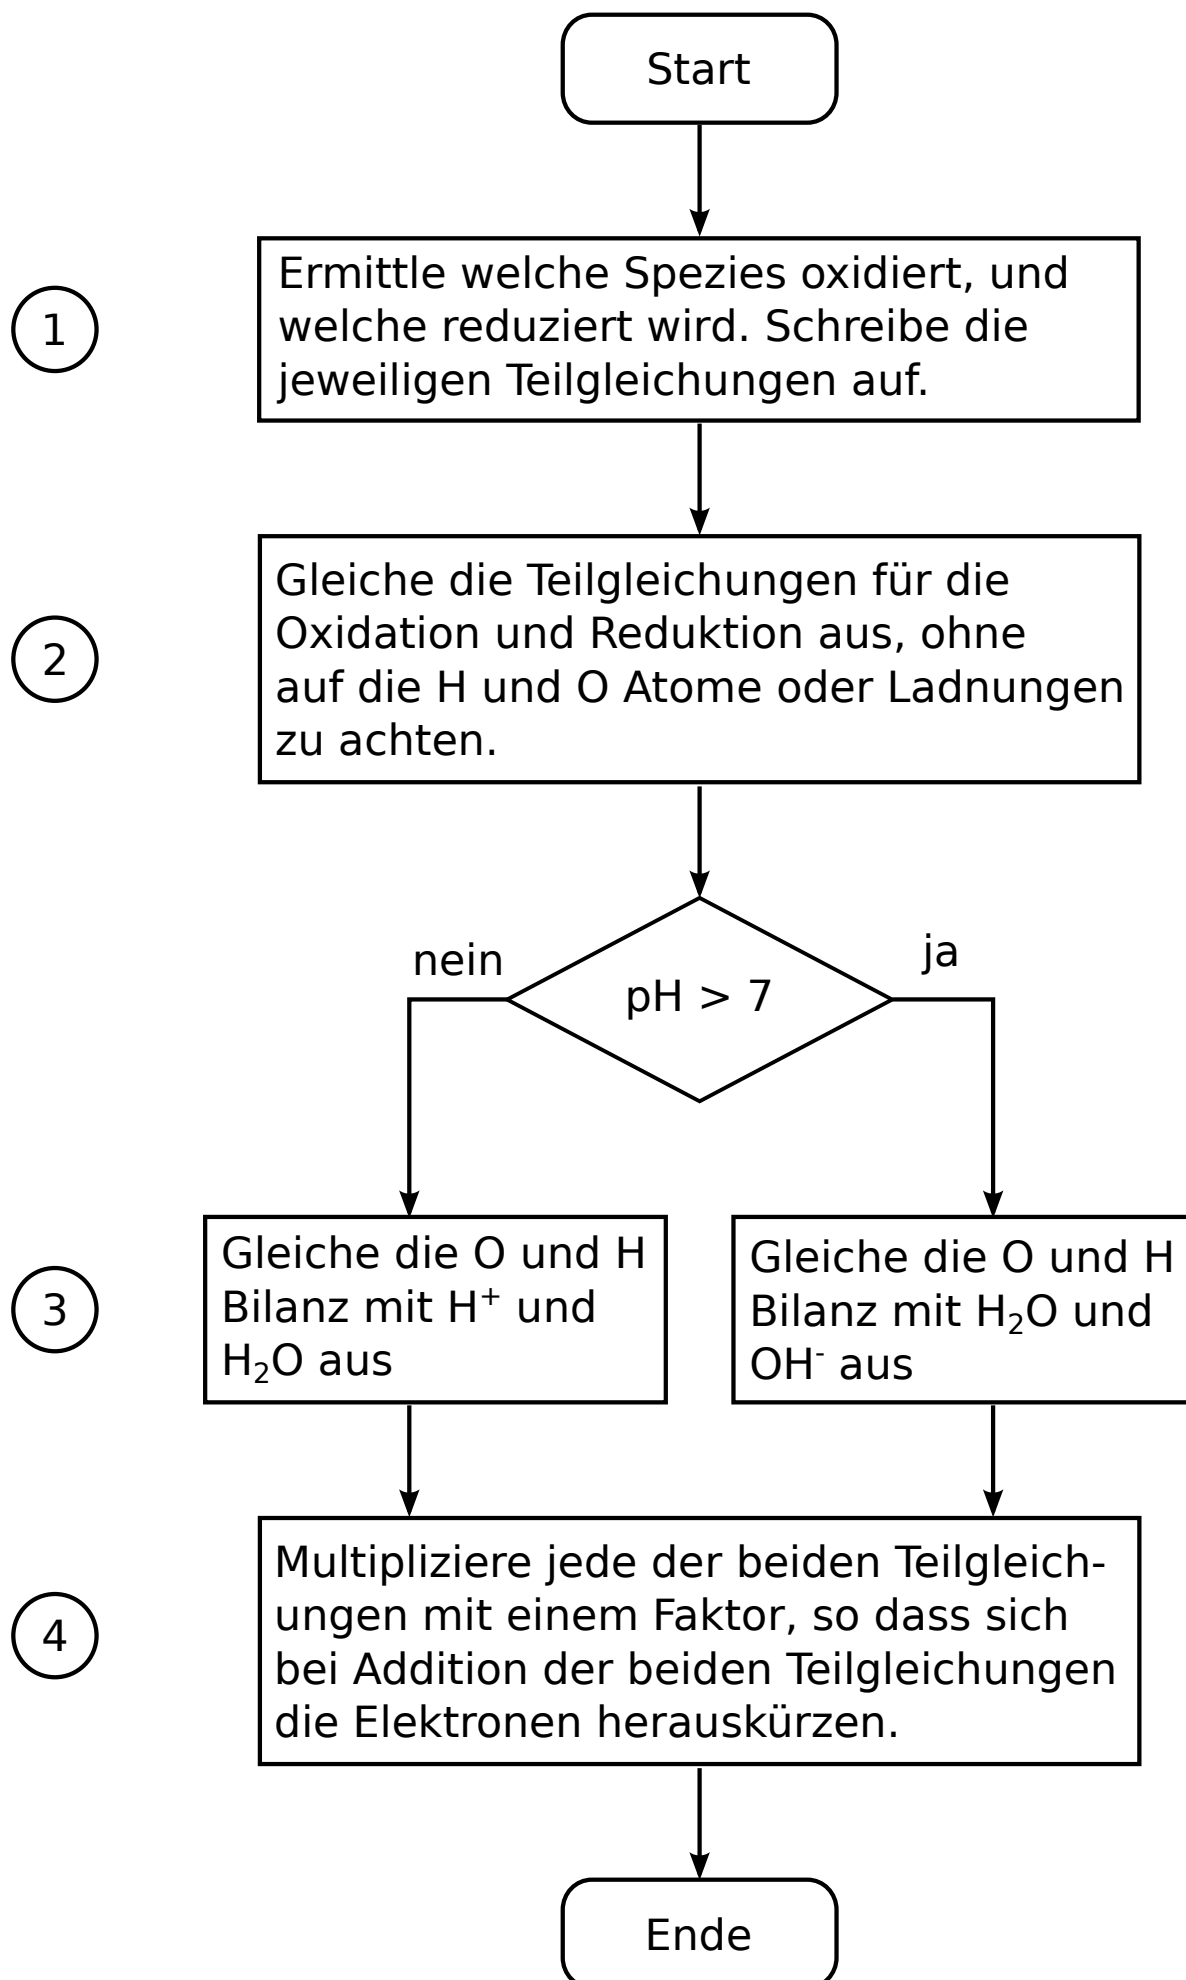 Start
1
Ermittle welche Spezies oxidiert, und
welche reduziert wird. Schreibe die
jeweiligen Teilgleichungen auf.
2
Gleiche die Teilgleichungen für die
Oxidation und Reduktion aus, ohne
auf die H und O Atome oder Ladnungen
zu achten.
nein
ja
pH > 7
3
Gleiche die O und H
Bilanz mit H⁺ und
H₂O aus
Gleiche die O und H
Bilanz mit H₂O und
OH⁻ aus
4
Multipliziere jede der beiden Teilgleich-
ungen mit einem Faktor, so dass sich
bei Addition der beiden Teilgleichungen
die Elektronen herauskürzen.
Ende